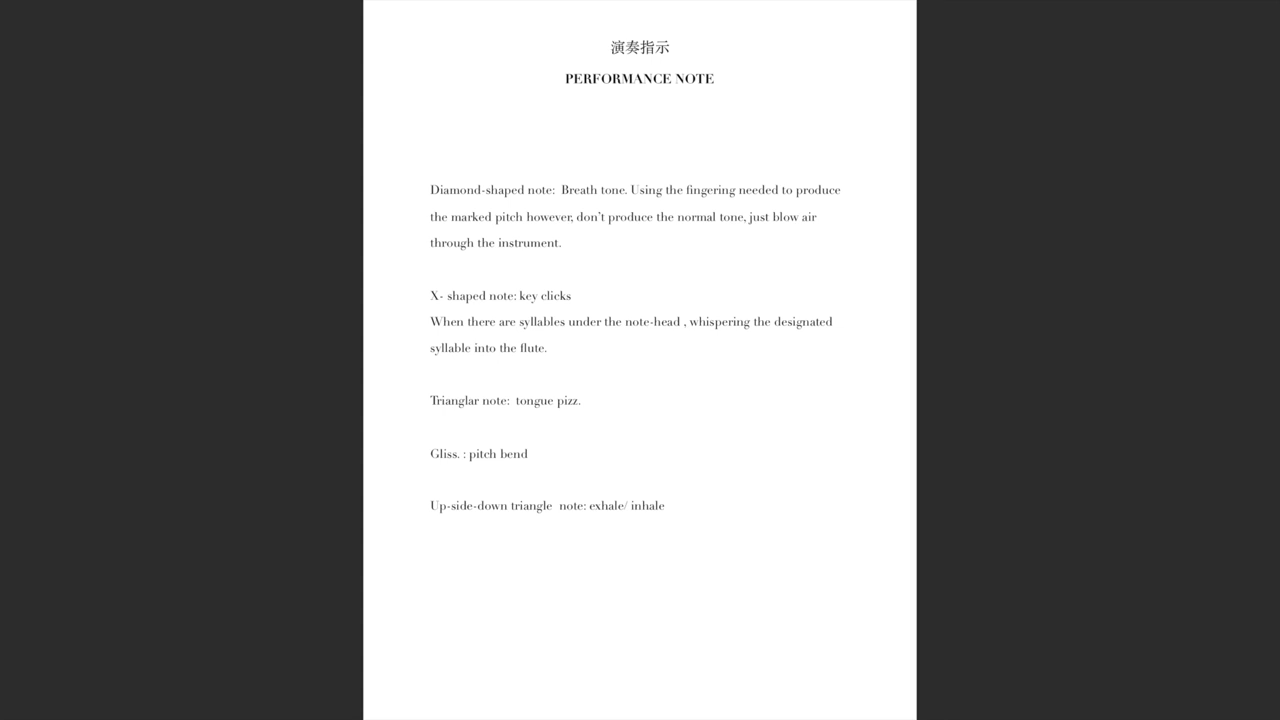 演奏指示
PERFORMANCE NOTE
Diamond-shaped note:  Breath tone. Using the fingering needed to produce
the marked pitch however, don't produce the normal tone, just blow air
through the instrument.
X- shaped note: key clicks
When there are syllables under the note-head , whispering the designated
syllable into the flute.
Trianglar note:  tongue pizz.
Gliss. : pitch bend
Up-side-down triangle  note: exhale/ inhale